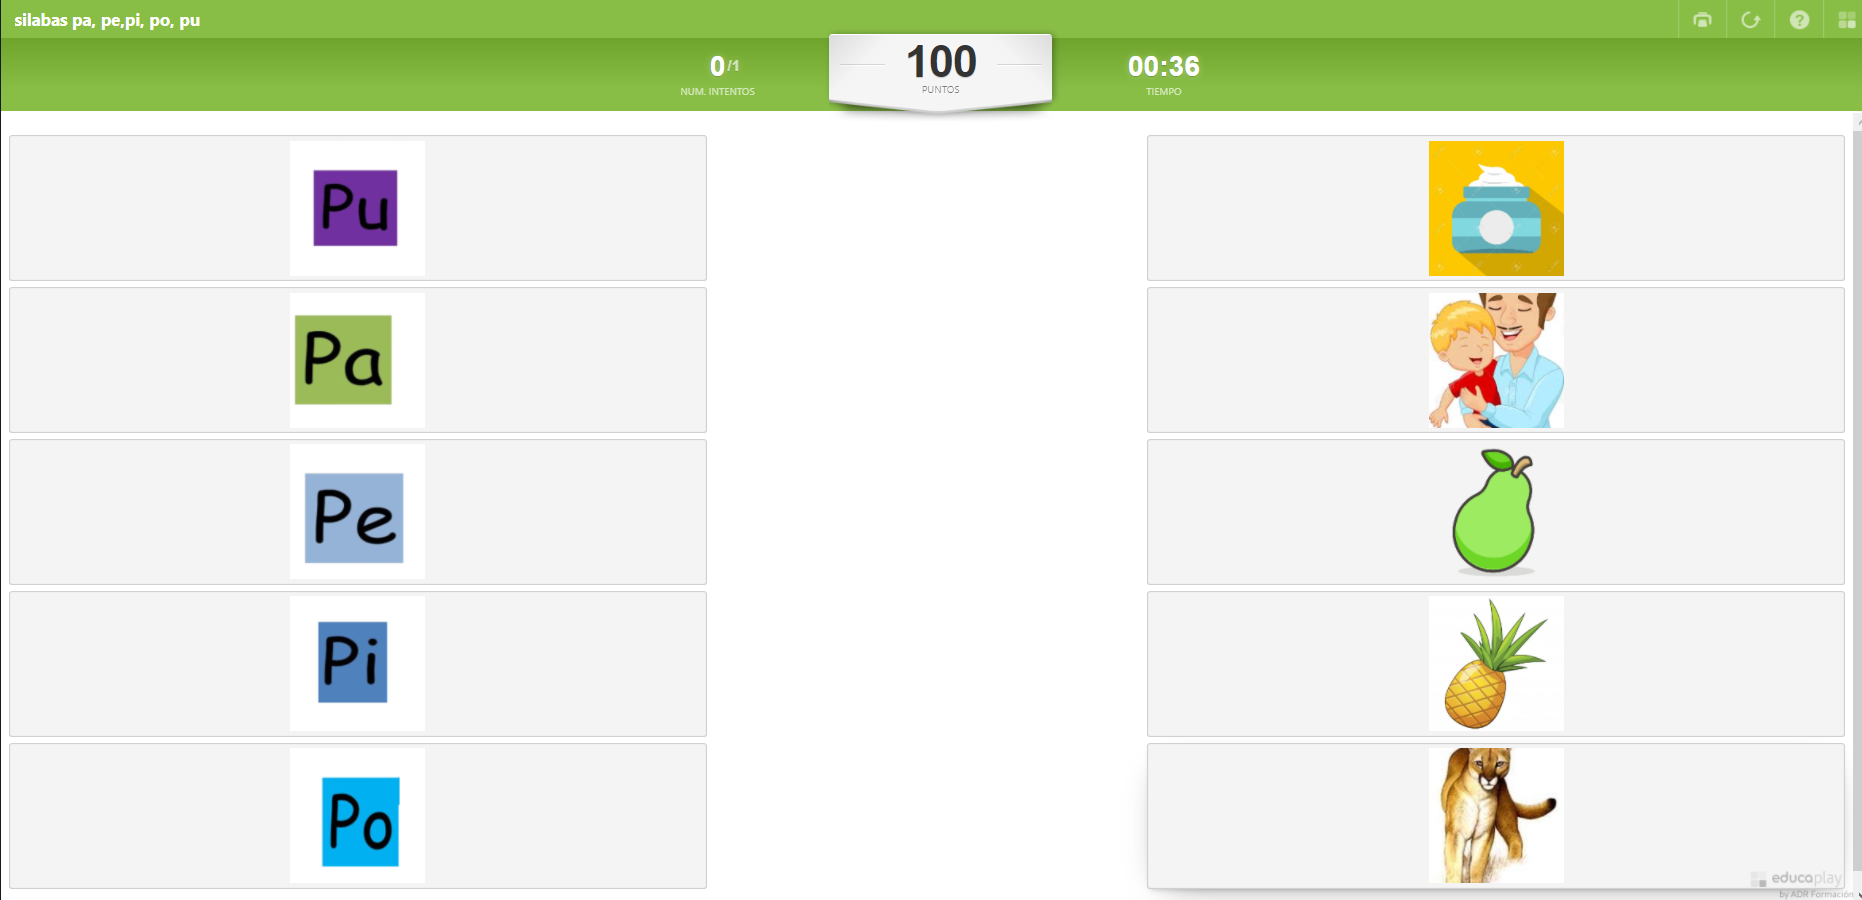 silabas pa, pe,pi, po, pu
0/1
NUM. INTENTOS
100
PUNTOS
00:36
TIEMPO
Pu
Pa
Pe
Pi
Po
educaplay
by ADR Formación